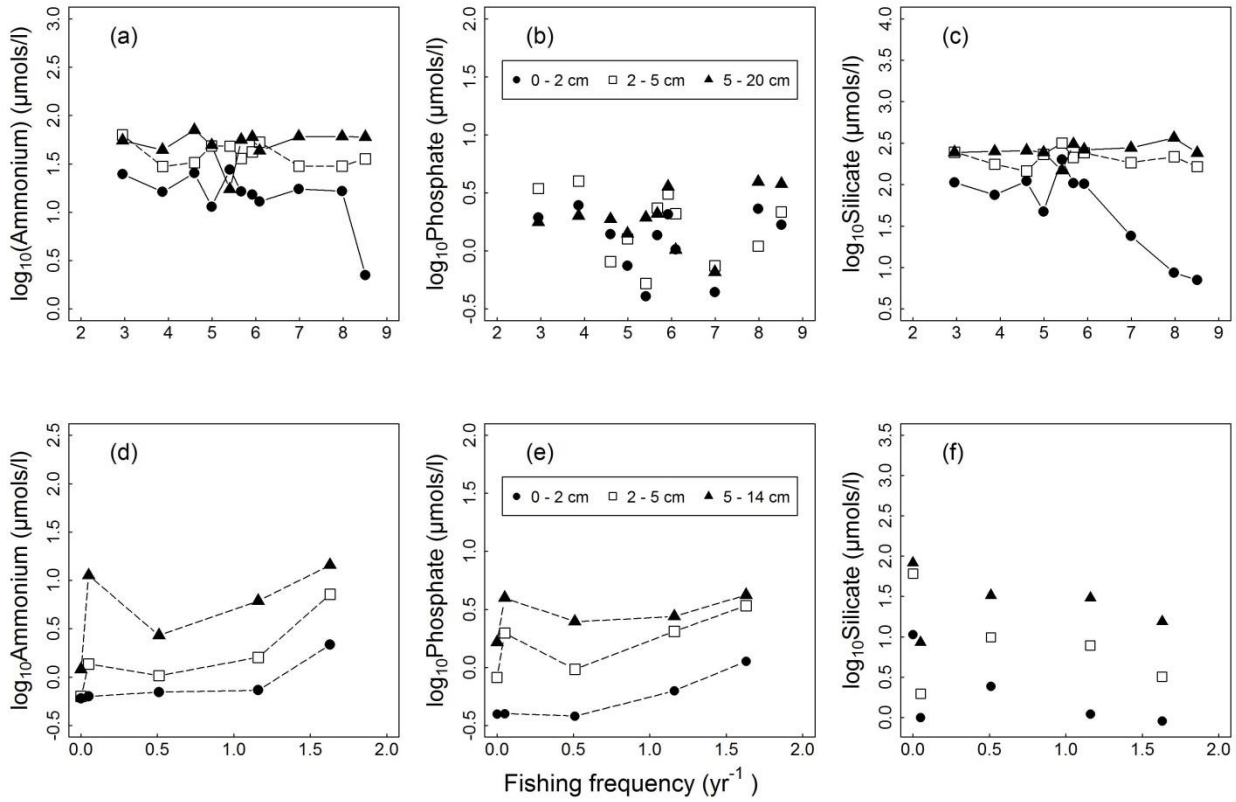 (a)
log₁₀(Ammonium) (µmols/l)
0.0 0.5 1.0 1.5 2.0 2.5 3.0
2 3 4 5 6 7 8 9
(b)
log₁₀Phosphate (µmols/l)
-0.5 0.0 0.5 1.0 1.5 2.0
0 - 2 cm 2 - 5 cm 5 - 20 cm
2 3 4 5 6 7 8 9
(c)
log₁₀Silicate (µmols/l)
0.5 1.0 1.5 2.0 2.5 3.0 3.5 4.0
2 3 4 5 6 7 8 9
(d)
log₁₀Ammonium (µmols/l)
-0.5 0.0 0.5 1.0 1.5 2.0 2.5
0.0 0.5 1.0 1.5 2.0
(e)
log₁₀Phosphate (µmols/l)
-0.5 0.0 0.5 1.0 1.5 2.0
0 - 2 cm 2 - 5 cm 5 - 14 cm
0.0 0.5 1.0 1.5 2.0
(f)
log₁₀Silicate (µmols/l)
0.0 0.5 1.0 1.5 2.0 2.5 3.0 3.5
0.0 0.5 1.0 1.5 2.0
Fishing frequency (yr⁻¹ )